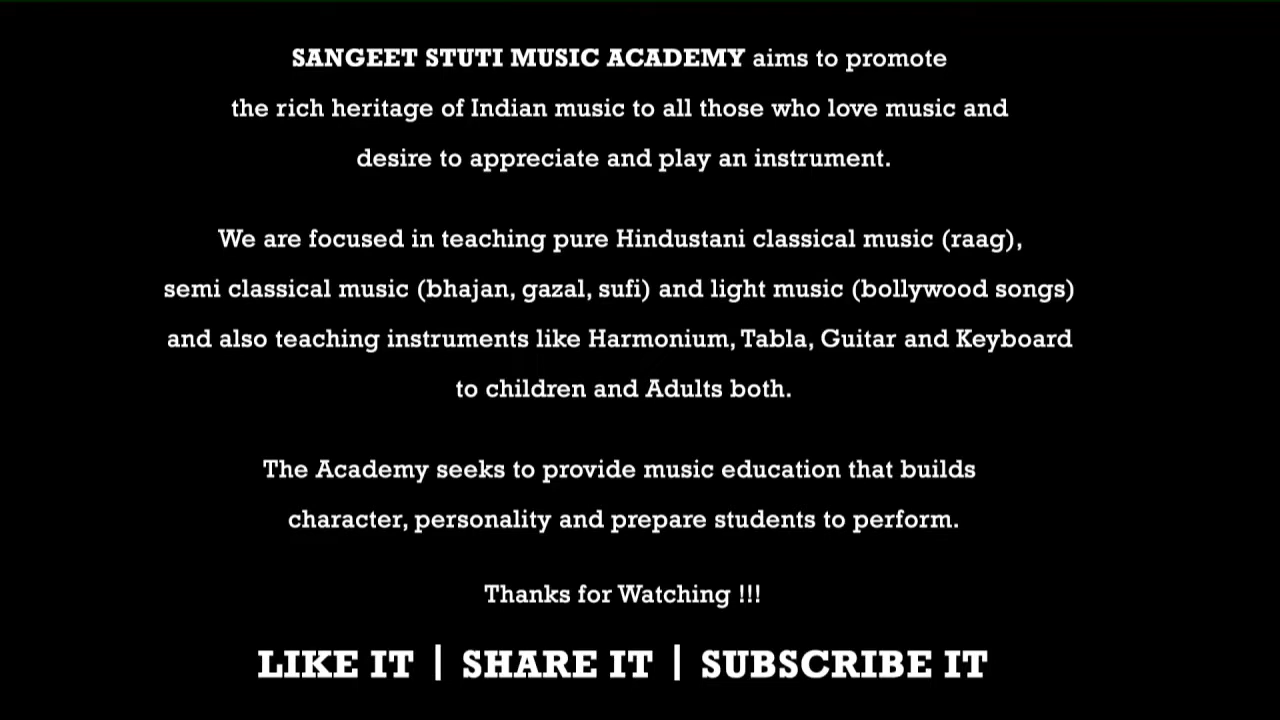 SANGEET STUTI MUSIC ACADEMY aims to promote
the rich heritage of Indian music to all those who love music and
desire to appreciate and play an instrument.
We are focused in teaching pure Hindustani classical music (raag),
semi classical music (bhajan, gazal, sufi) and light music (bollywood songs)
and also teaching instruments like Harmonium, Tabla, Guitar and Keyboard
to children and Adults both.
The Academy seeks to provide music education that builds
character, personality and prepare students to perform.
Thanks for Watching !!!
LIKE IT | SHARE IT | SUBSCRIBE IT